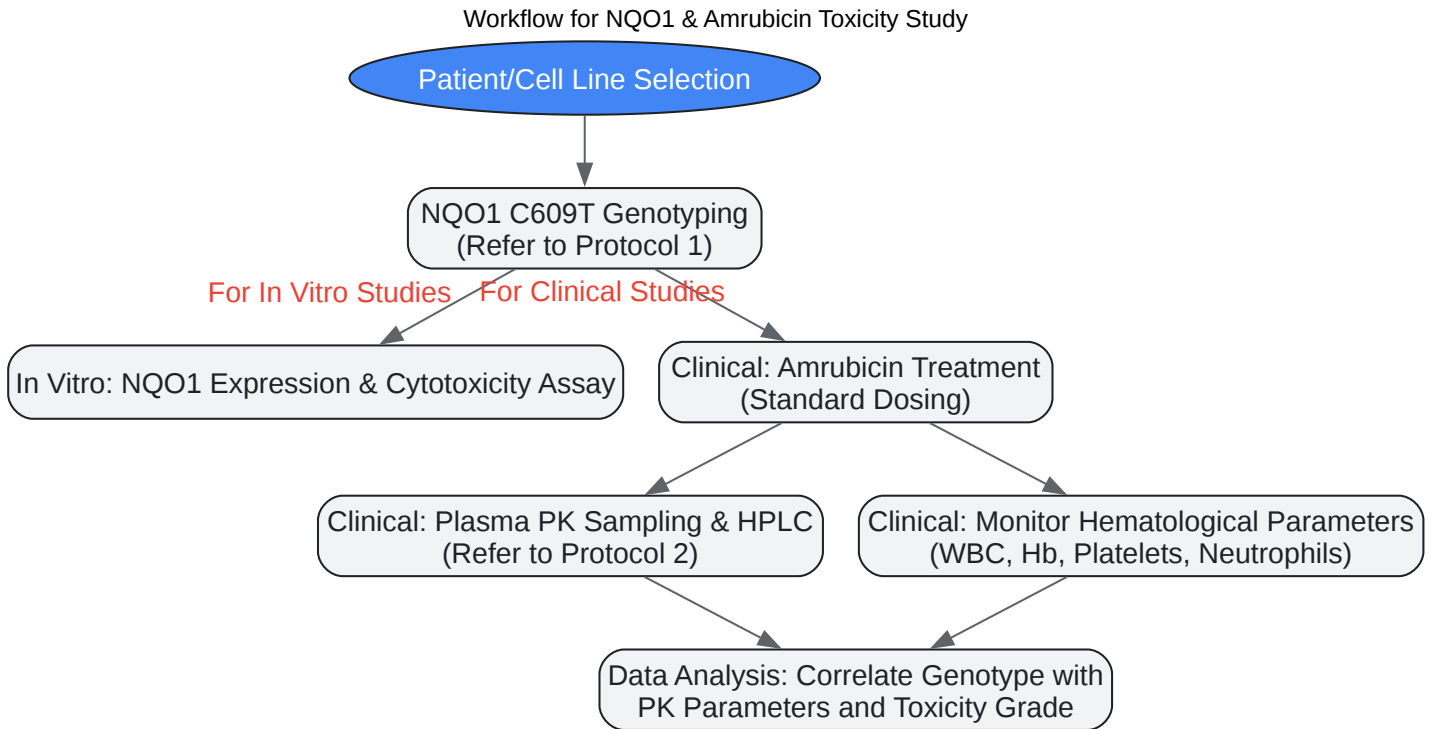 Workflow for NQO1 & Amrubicin Toxicity Study
Patient/Cell Line Selection
NQO1 C609T Genotyping
(Refer to Protocol 1)
For In Vitro Studies
For Clinical Studies
In Vitro: NQO1 Expression & Cytotoxicity Assay
Clinical: Amrubicin Treatment
(Standard Dosing)
Clinical: Plasma PK Sampling & HPLC
(Refer to Protocol 2)
Clinical: Monitor Hematological Parameters
(WBC, Hb, Platelets, Neutrophils)
Data Analysis: Correlate Genotype with
PK Parameters and Toxicity Grade